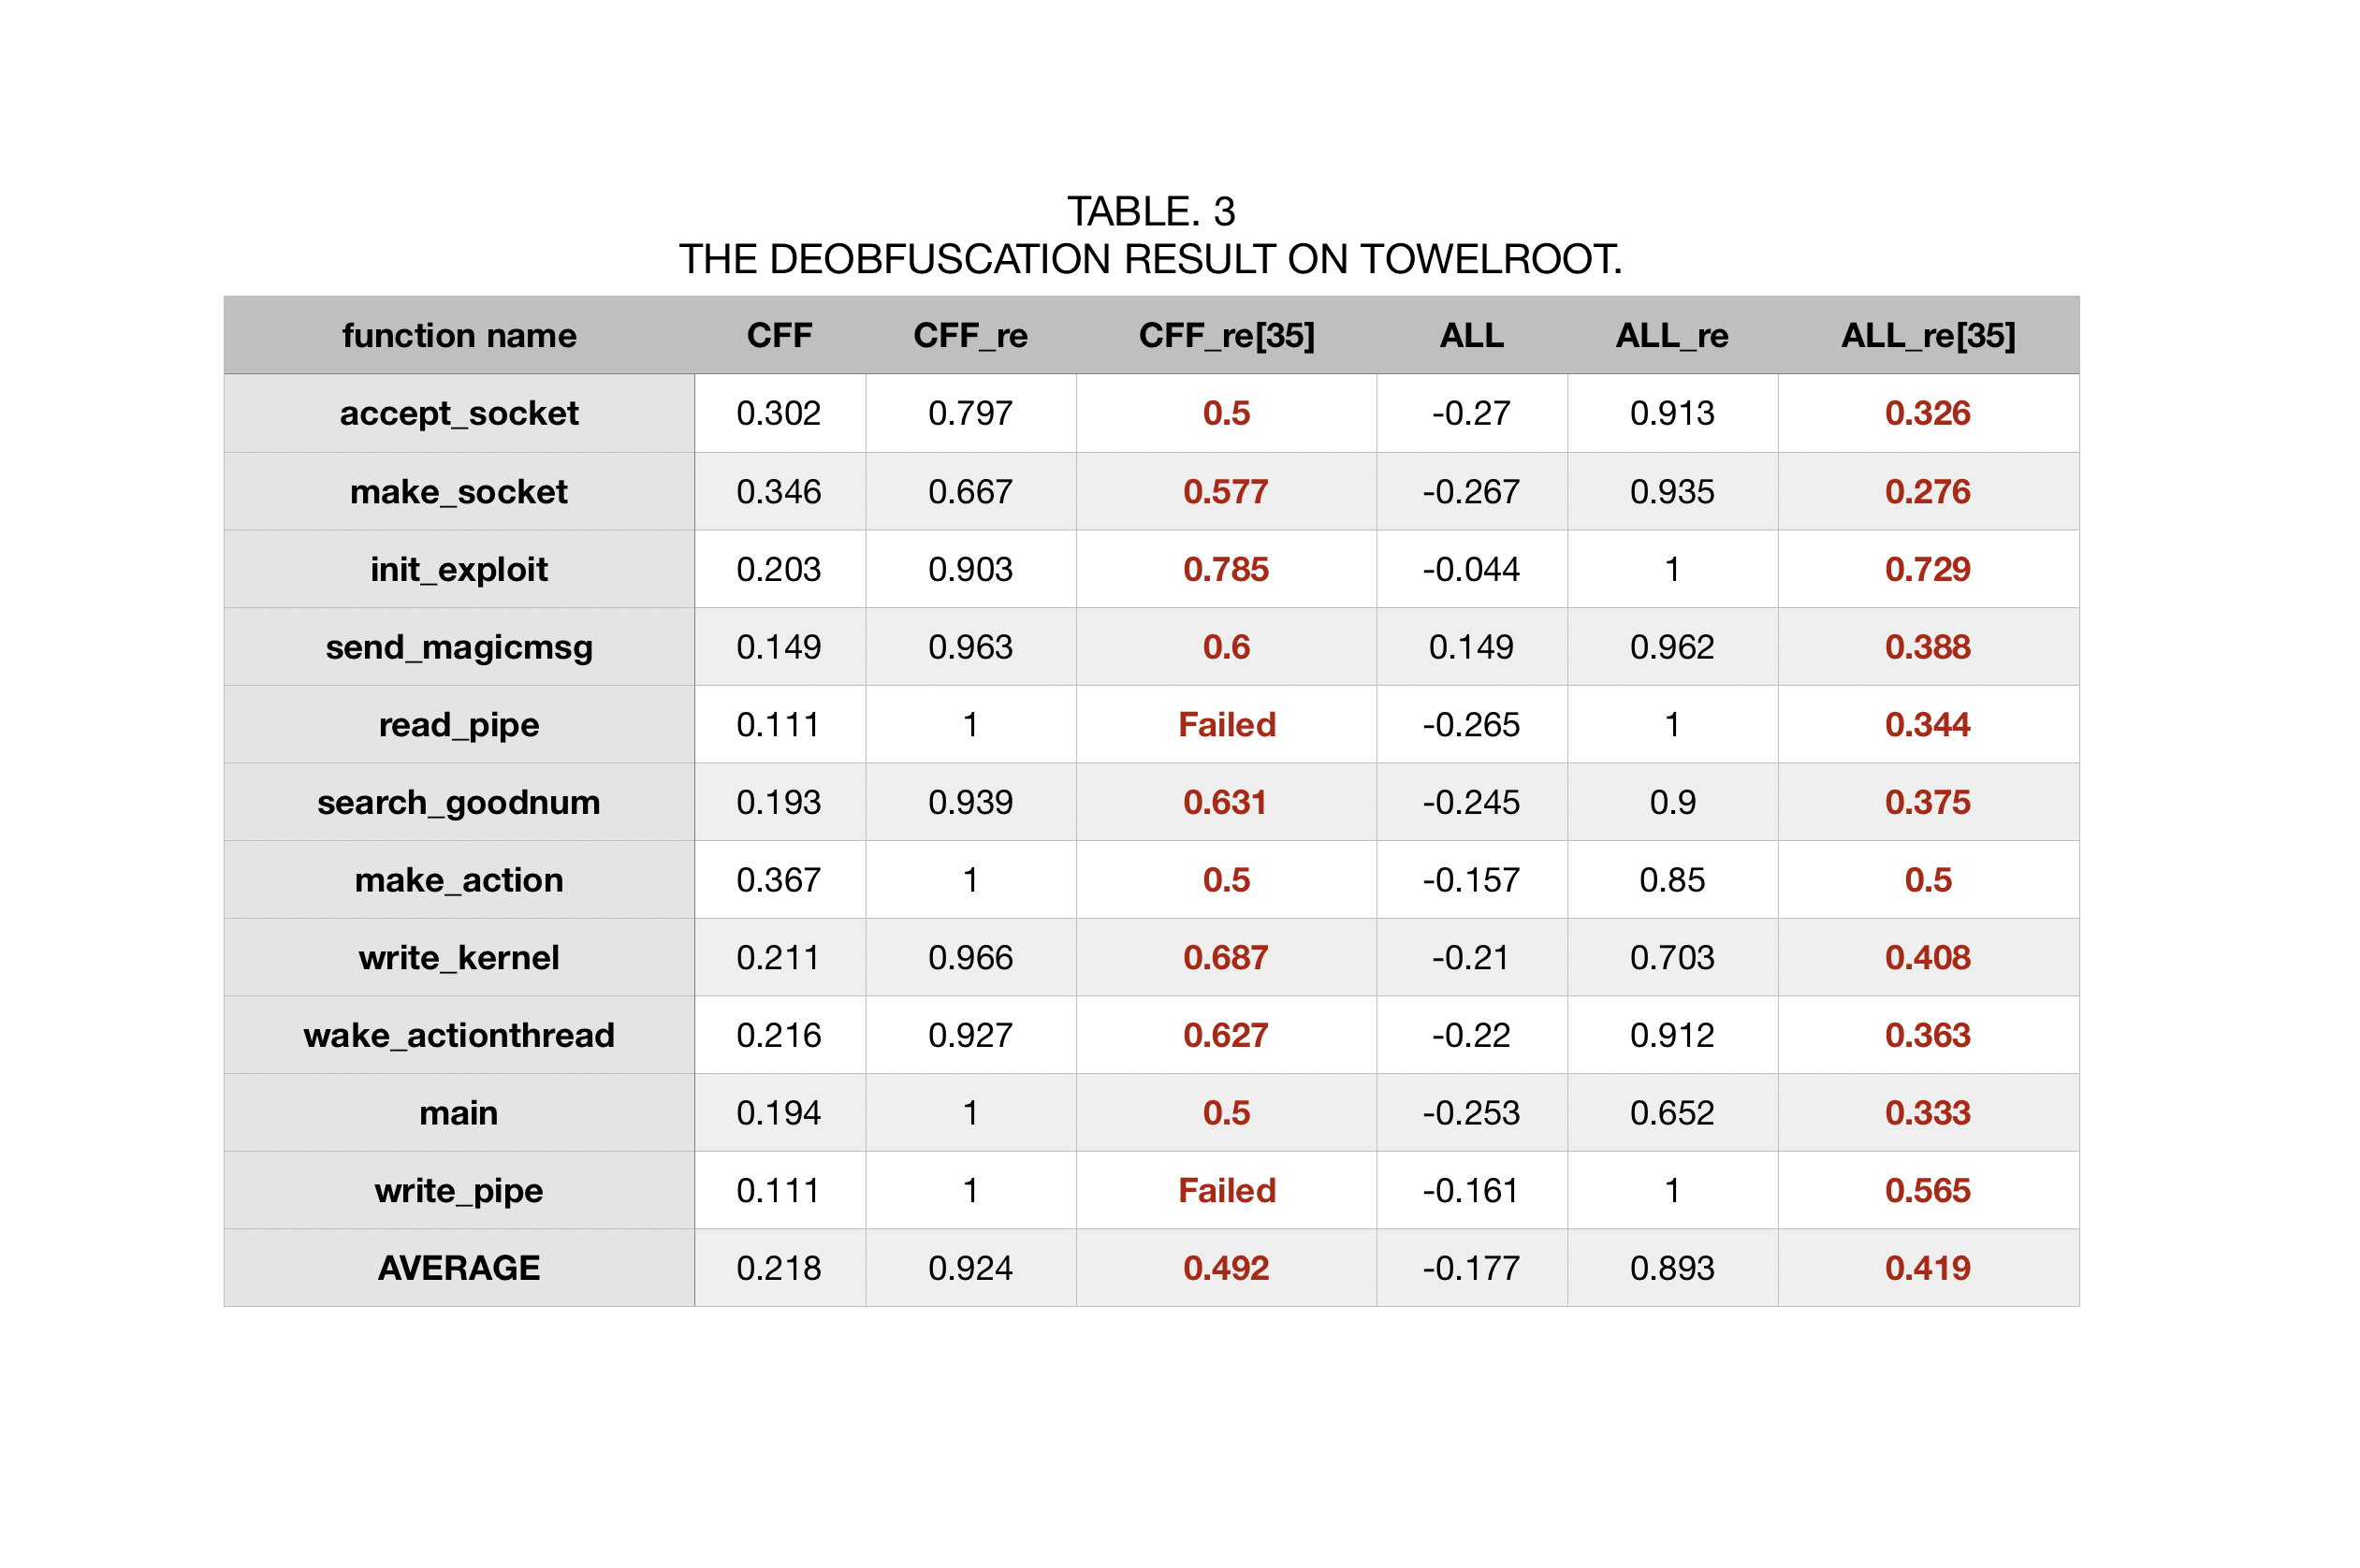 TABLE. 3
THE DEOBFUSCATION RESULT ON TOWELROOT.
function name CFF CFF_re CFF_re[35] ALL ALL_re ALL_re[35]
accept_socket 0.302 0.797 0.5 -0.27 0.913 0.326
make_socket 0.346 0.667 0.577 -0.267 0.935 0.276
init_exploit 0.203 0.903 0.785 -0.044 1 0.729
send_magicmsg 0.149 0.963 0.6 0.149 0.962 0.388
read_pipe 0.111 1 Failed -0.265 1 0.344
search_goodnum 0.193 0.939 0.631 -0.245 0.9 0.375
make_action 0.367 1 0.5 -0.157 0.85 0.5
write_kernel 0.211 0.966 0.687 -0.21 0.703 0.408
wake_actionthread 0.216 0.927 0.627 -0.22 0.912 0.363
main 0.194 1 0.5 -0.253 0.652 0.333
write_pipe 0.111 1 Failed -0.161 1 0.565
AVERAGE 0.218 0.924 0.492 -0.177 0.893 0.419